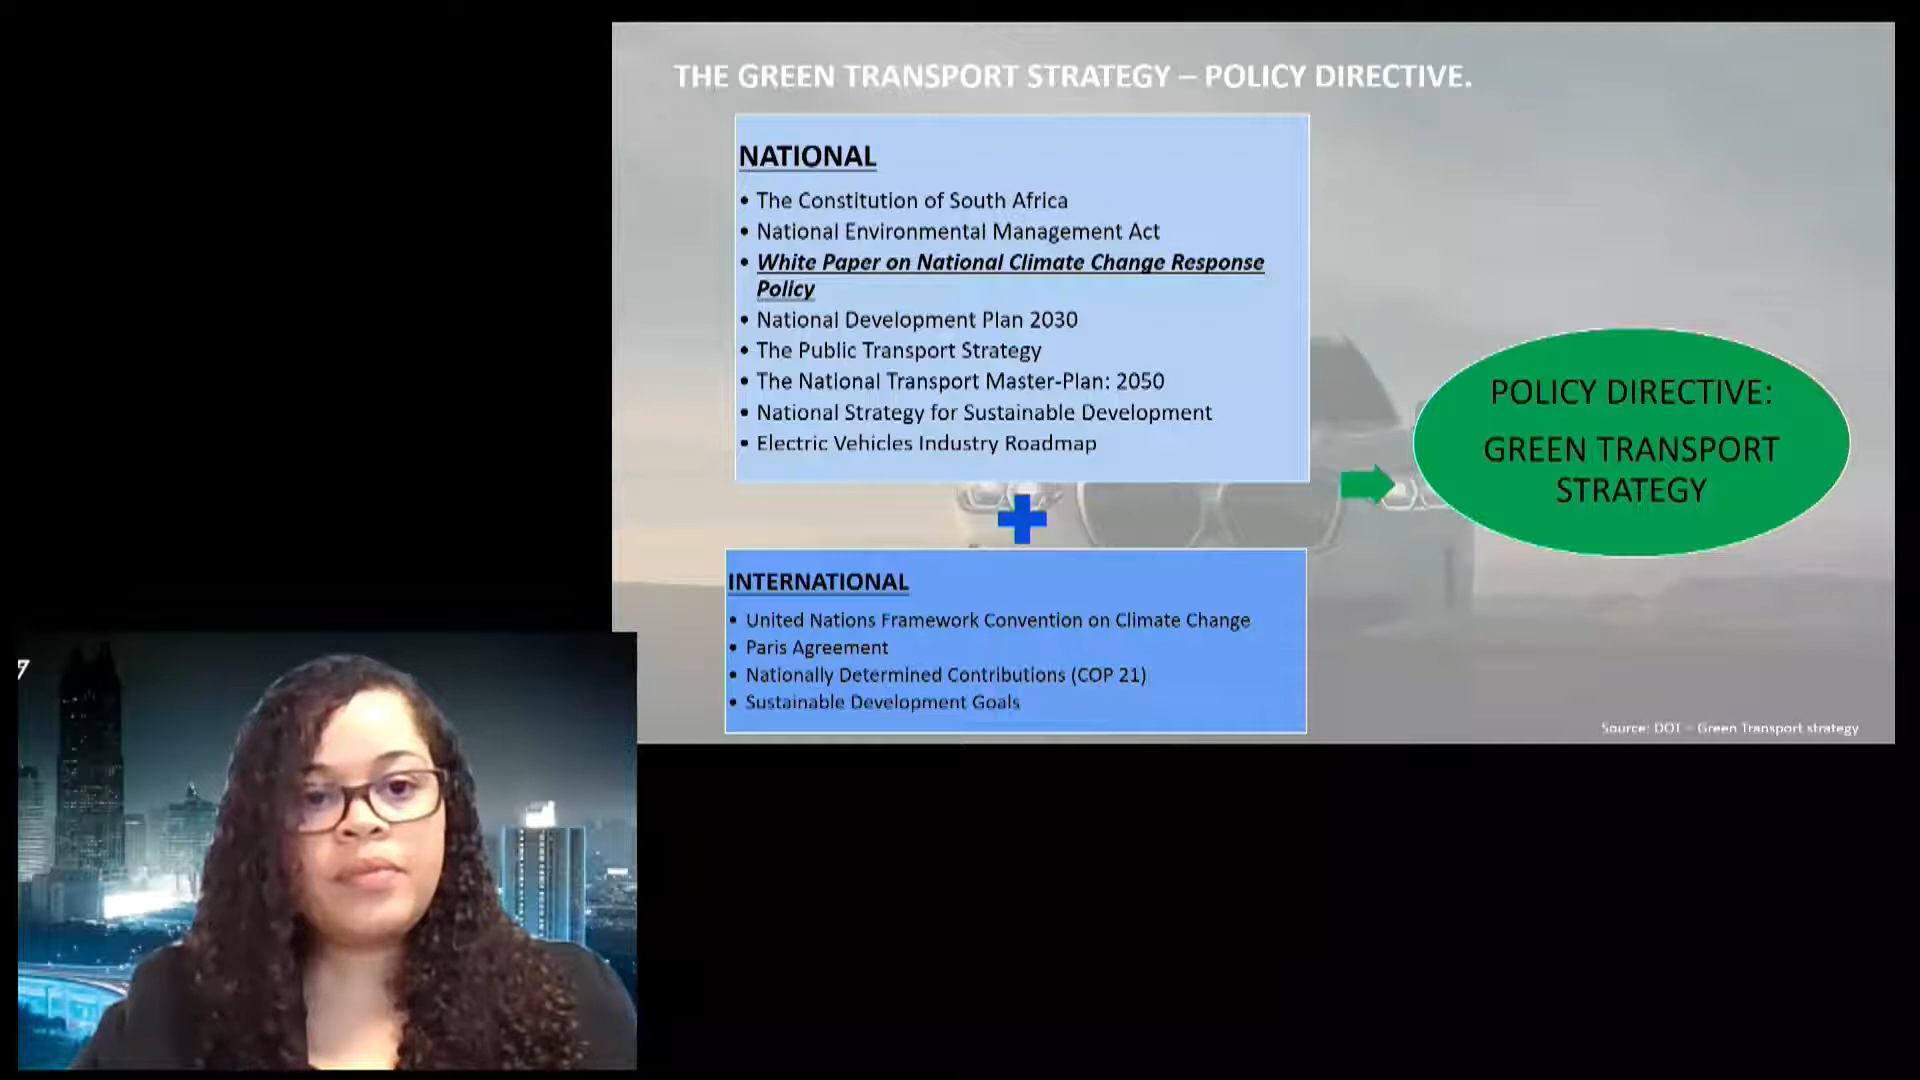 THE GREEN TRANSPORT STRATEGY – POLICY DIRECTIVE.
NATIONAL
• The Constitution of South Africa
• National Environmental Management Act
• White Paper on National Climate Change Response
Policy
• National Development Plan 2030
• The Public Transport Strategy
• The National Transport Master-Plan: 2050
• National Strategy for Sustainable Development
• Electric Vehicles Industry Roadmap
INTERNATIONAL
• United Nations Framework Convention on Climate Change
• Paris Agreement
• Nationally Determined Contributions (COP 21)
• Sustainable Development Goals
POLICY DIRECTIVE:
GREEN TRANSPORT
STRATEGY
Source: DOT – Green Transport strategy